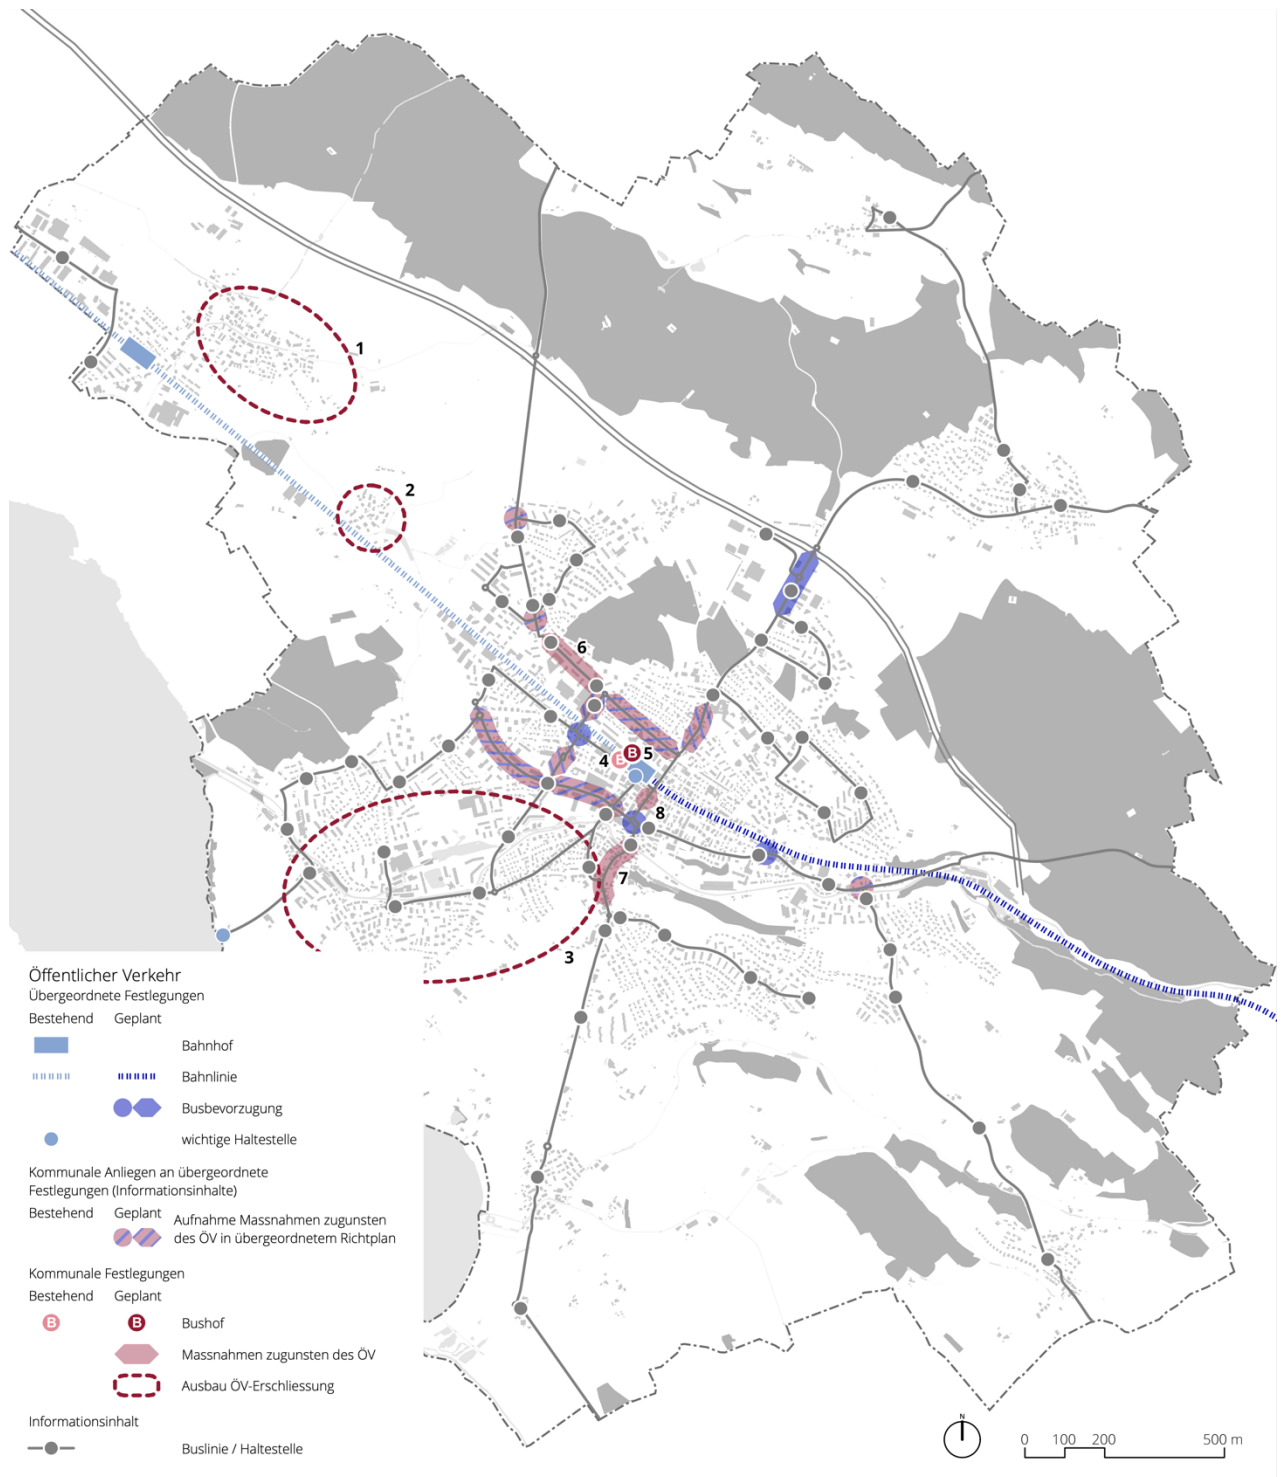 1
2
6
4
B
B
5
8
7
3
Öffentlicher Verkehr
Übergeordnete Festlegungen
Bestehend Geplant
Bahnhof
Bahnlinie
Busbevorzugung
wichtige Haltestelle
Kommunale Anliegen an übergeordnete
Festlegungen (Informationsinhalte)
Bestehend Geplant
Aufnahme Massnahmen zugunsten
des ÖV in übergeordnetem Richtplan
Kommunale Festlegungen
Bestehend Geplant
B B Bushof
Massnahmen zugunsten des ÖV
Ausbau ÖV-Erschliessung
Informationsinhalt
Buslinie / Haltestelle
N
0 100 200 500 m